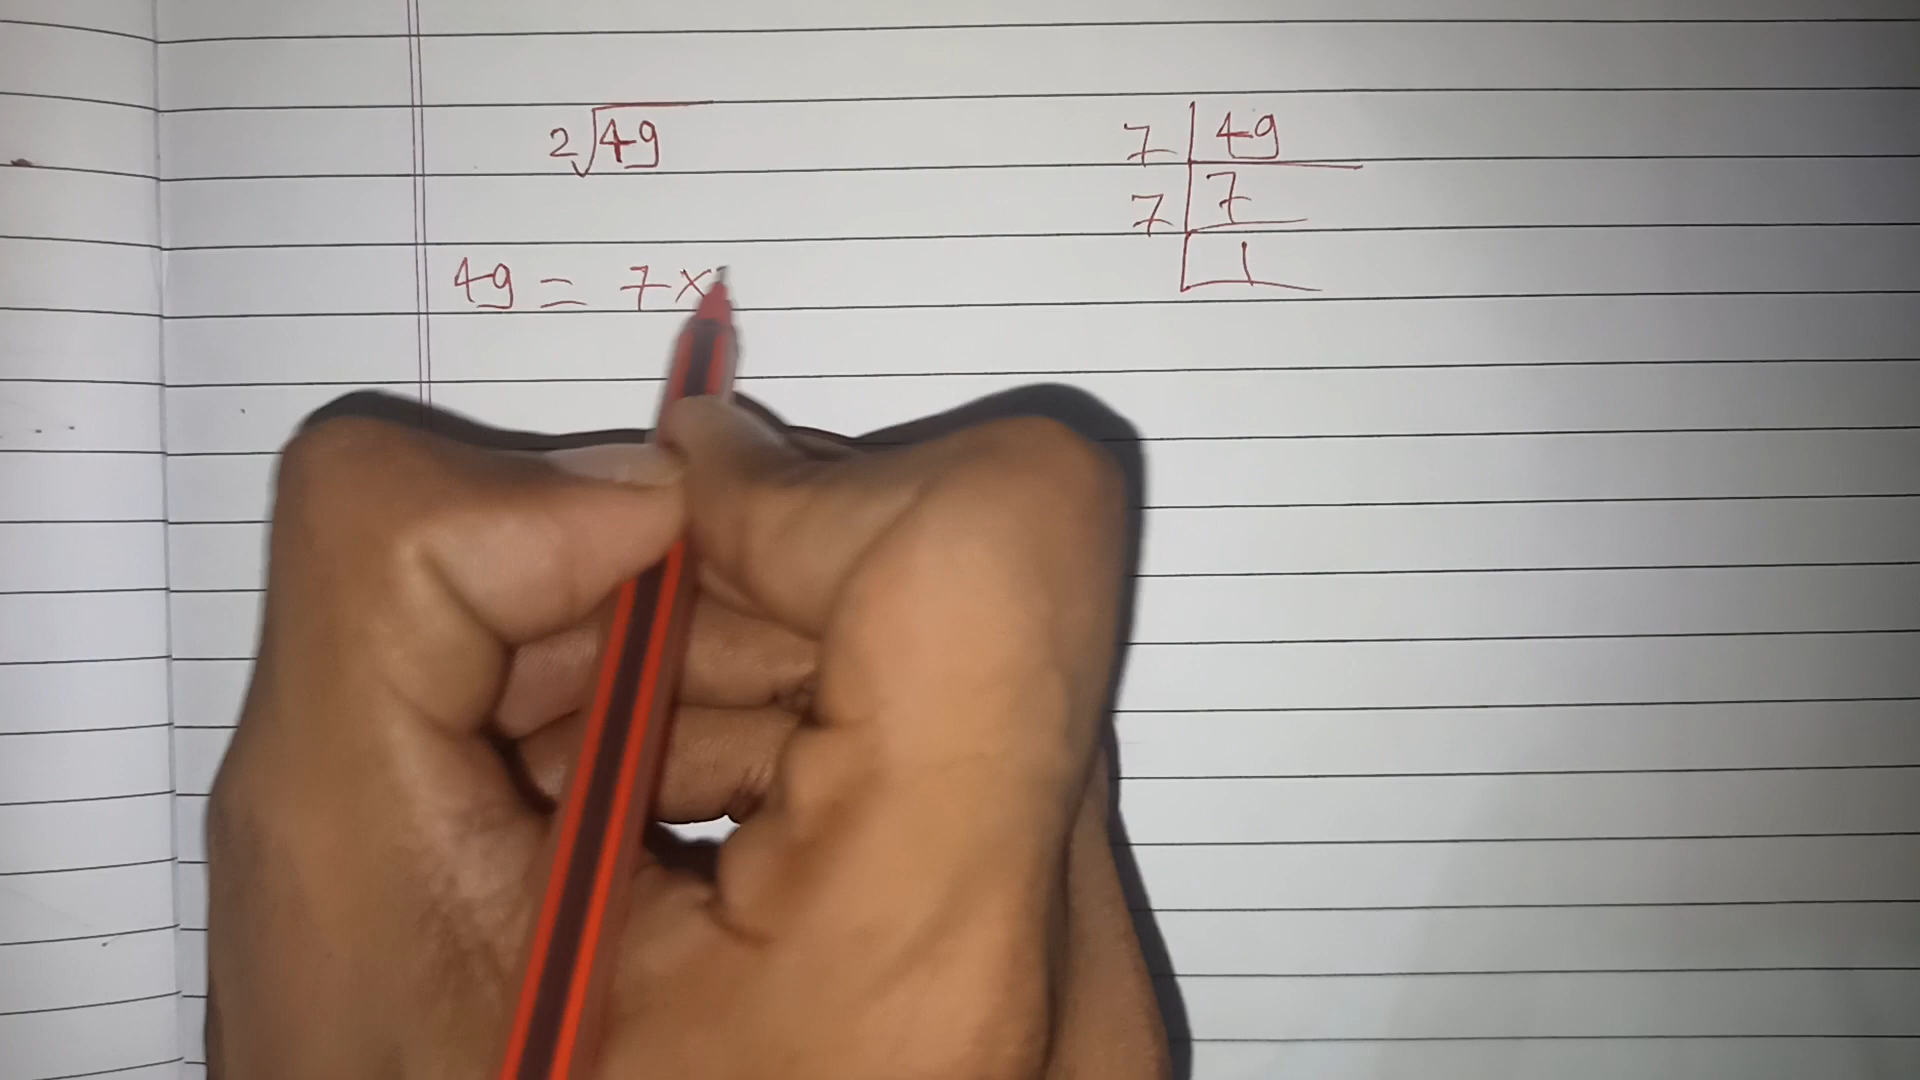 2√49
49 = 7 ×
7 | 49
7 | 7
1